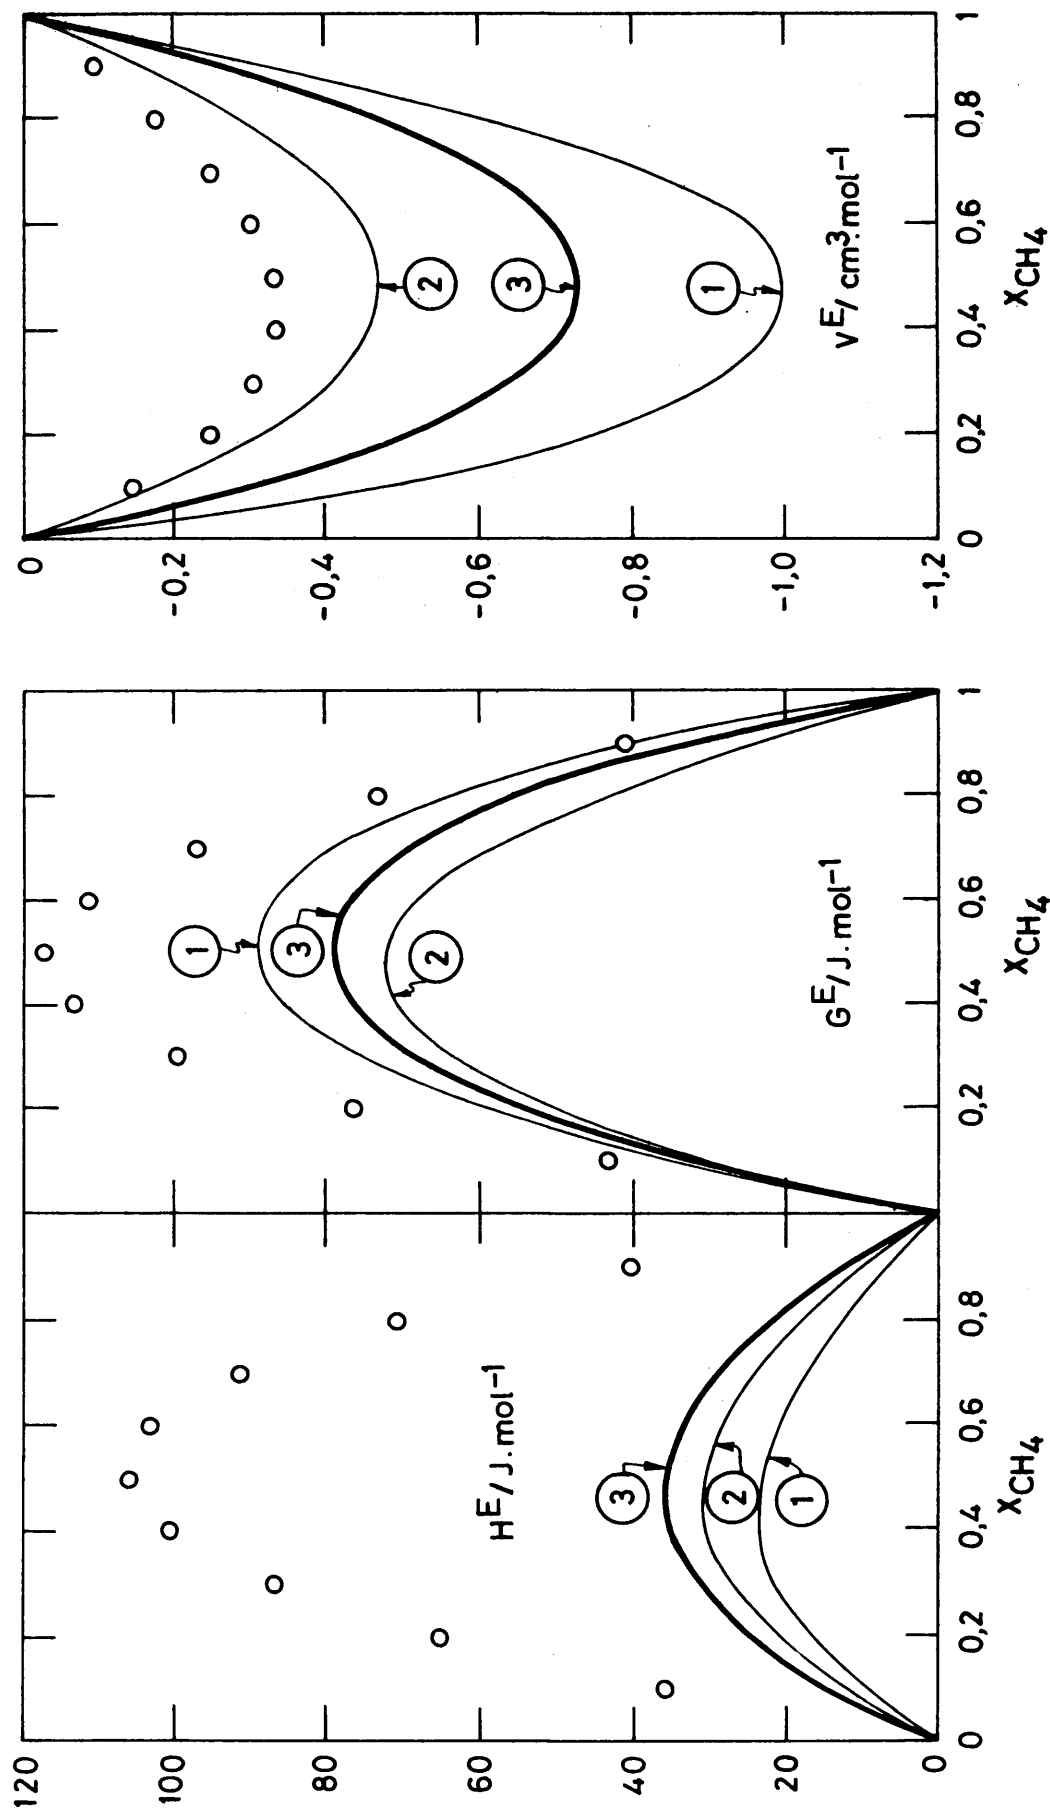 120
100
80
60
40
20
0
H^E/J.mol⁻¹
3
2
1
0 0,2 0,4 0,6 0,8
X_CH₄
1
3
2
G^E/J.mol⁻¹
0,2 0,4 0,6 0,8 1
X_CH₄
0
-0,2
-0,4
-0,6
-0,8
-1,0
-1,2
2
3
1
V^E/cm³.mol⁻¹
0 0,2 0,4 0,6 0,8 1
X_CH₄